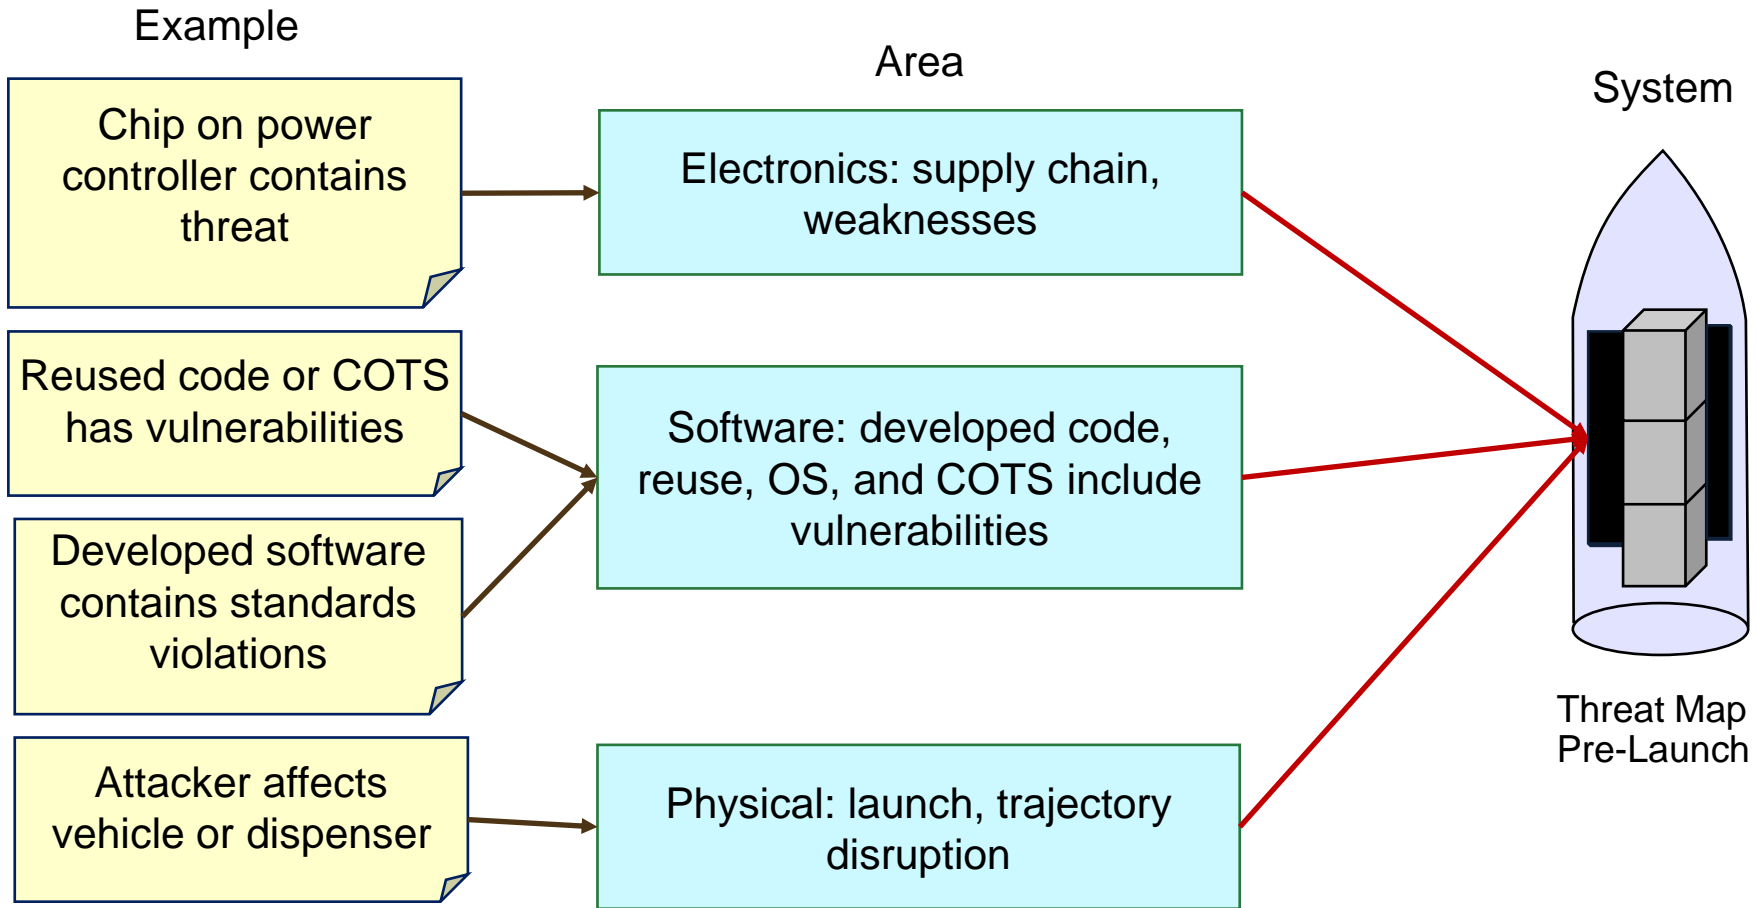 Example
Area
System
Chip on power
controller contains
threat
Electronics: supply chain,
weaknesses
Reused code or COTS
has vulnerabilities
Software: developed code,
reuse, OS, and COTS include
vulnerabilities
Developed software
contains standards
violations
Attacker affects
vehicle or dispenser
Physical: launch, trajectory
disruption
Threat Map
Pre-Launch